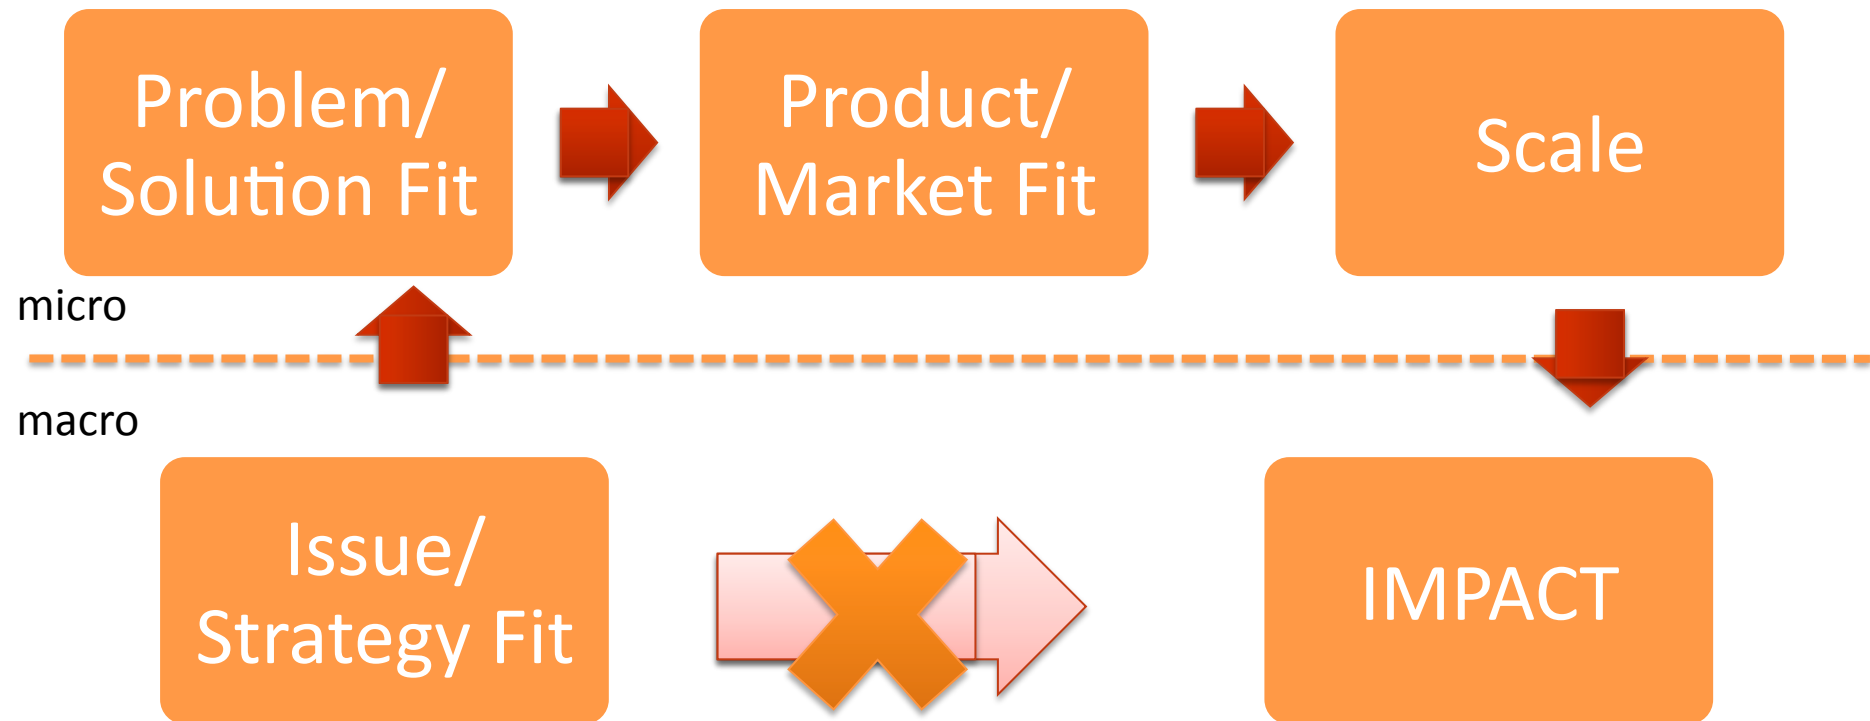 Problem/
Solution Fit
Product/
Market Fit
Scale
micro
macro
Issue/
Strategy Fit
IMPACT